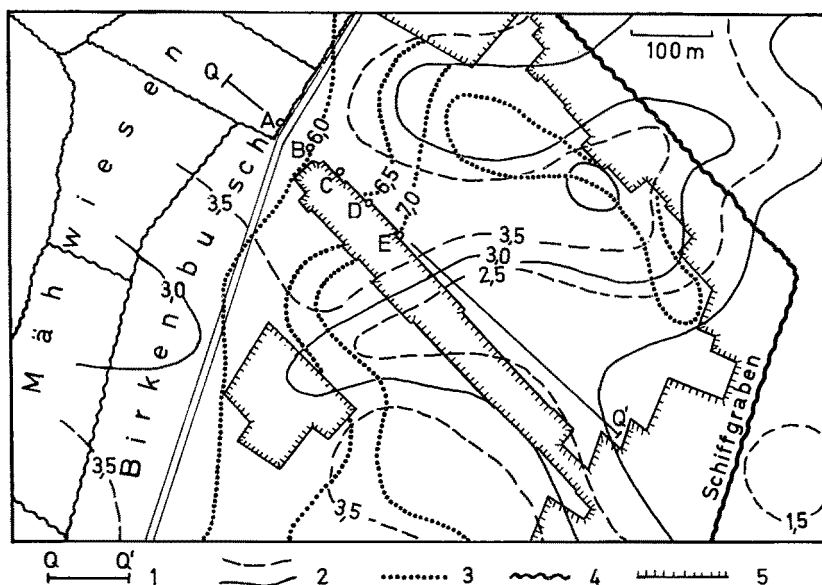 Q
A
B
C
D
E
6,0
6,5
7,0
100 m
Mähwiesen
Birkenbusch
3,5
3,0
3,5
3,5
3,0
2,5
3,5
1,5
Q'
Schiffgraben
Q Q' 1 2 3 4 5